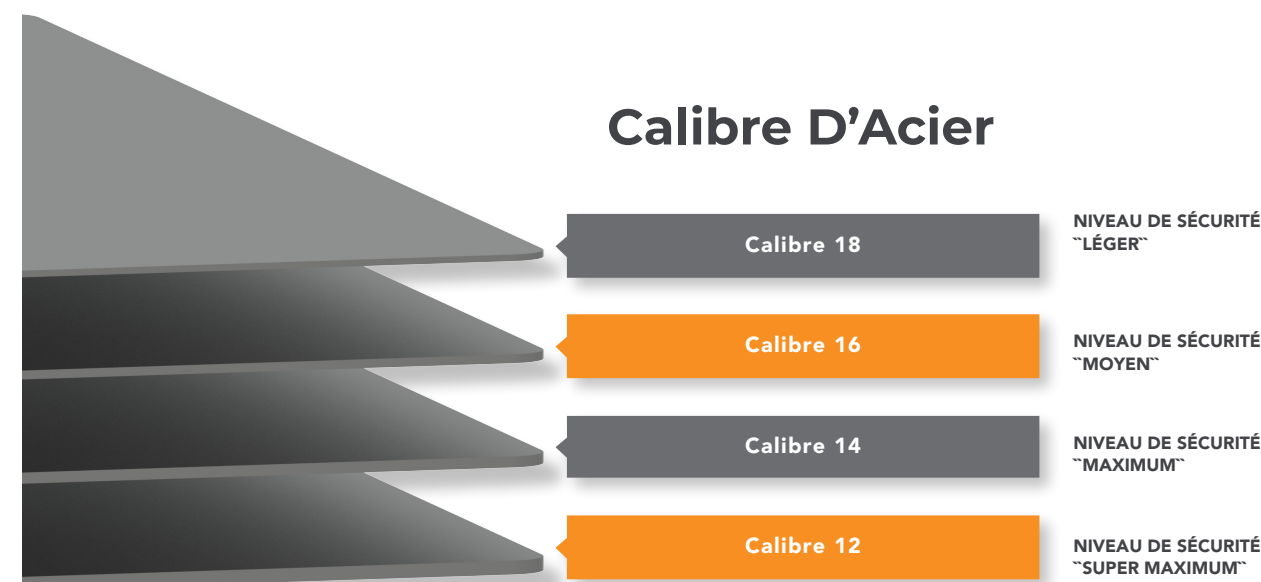 Calibre D’Acier
Calibre 18
NIVEAU DE SÉCURITÉ
``LÉGER``
Calibre 16
NIVEAU DE SÉCURITÉ
``MOYEN``
Calibre 14
NIVEAU DE SÉCURITÉ
``MAXIMUM``
Calibre 12
NIVEAU DE SÉCURITÉ
``SUPER MAXIMUM``